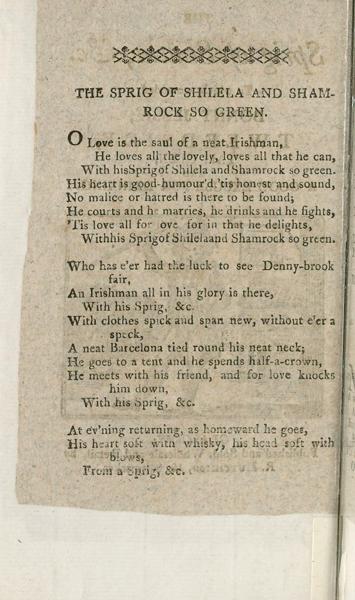 THE SPRIG OF SHILELA AND SHAM-
ROCK SO GREEN.
O Love is the saul of a neat Irishman,
He loves all the lovely, loves all that he can,
With hisSprig of Shilela and Shamrock so green.
His heart is good-humour'd, 'tis honest and sound,
No malice or hatred is there to be found;
He courts and he marries, he drinks and he fights,
'Tis love all for ove for in that he delights,
Withhis Sprigof Shilelaand Shamrock so green.
Who has e'er had the luck to see Denny-brook
fair,
An Irishman all in his glory is there,
With his Sprig, &c.
With clothes spick and span new, without e'er a
speck,
A neat Barcelona tied round his neat neck;
He goes to a tent and he spends half-a-crown,
He meets with his friend, and for love knocks
him down,
With his Sprig, &c.
At ev'ning returning, as homeward he goes,
His heart soft with whisky, his head soft with
blows,
From a Sprig, &c.